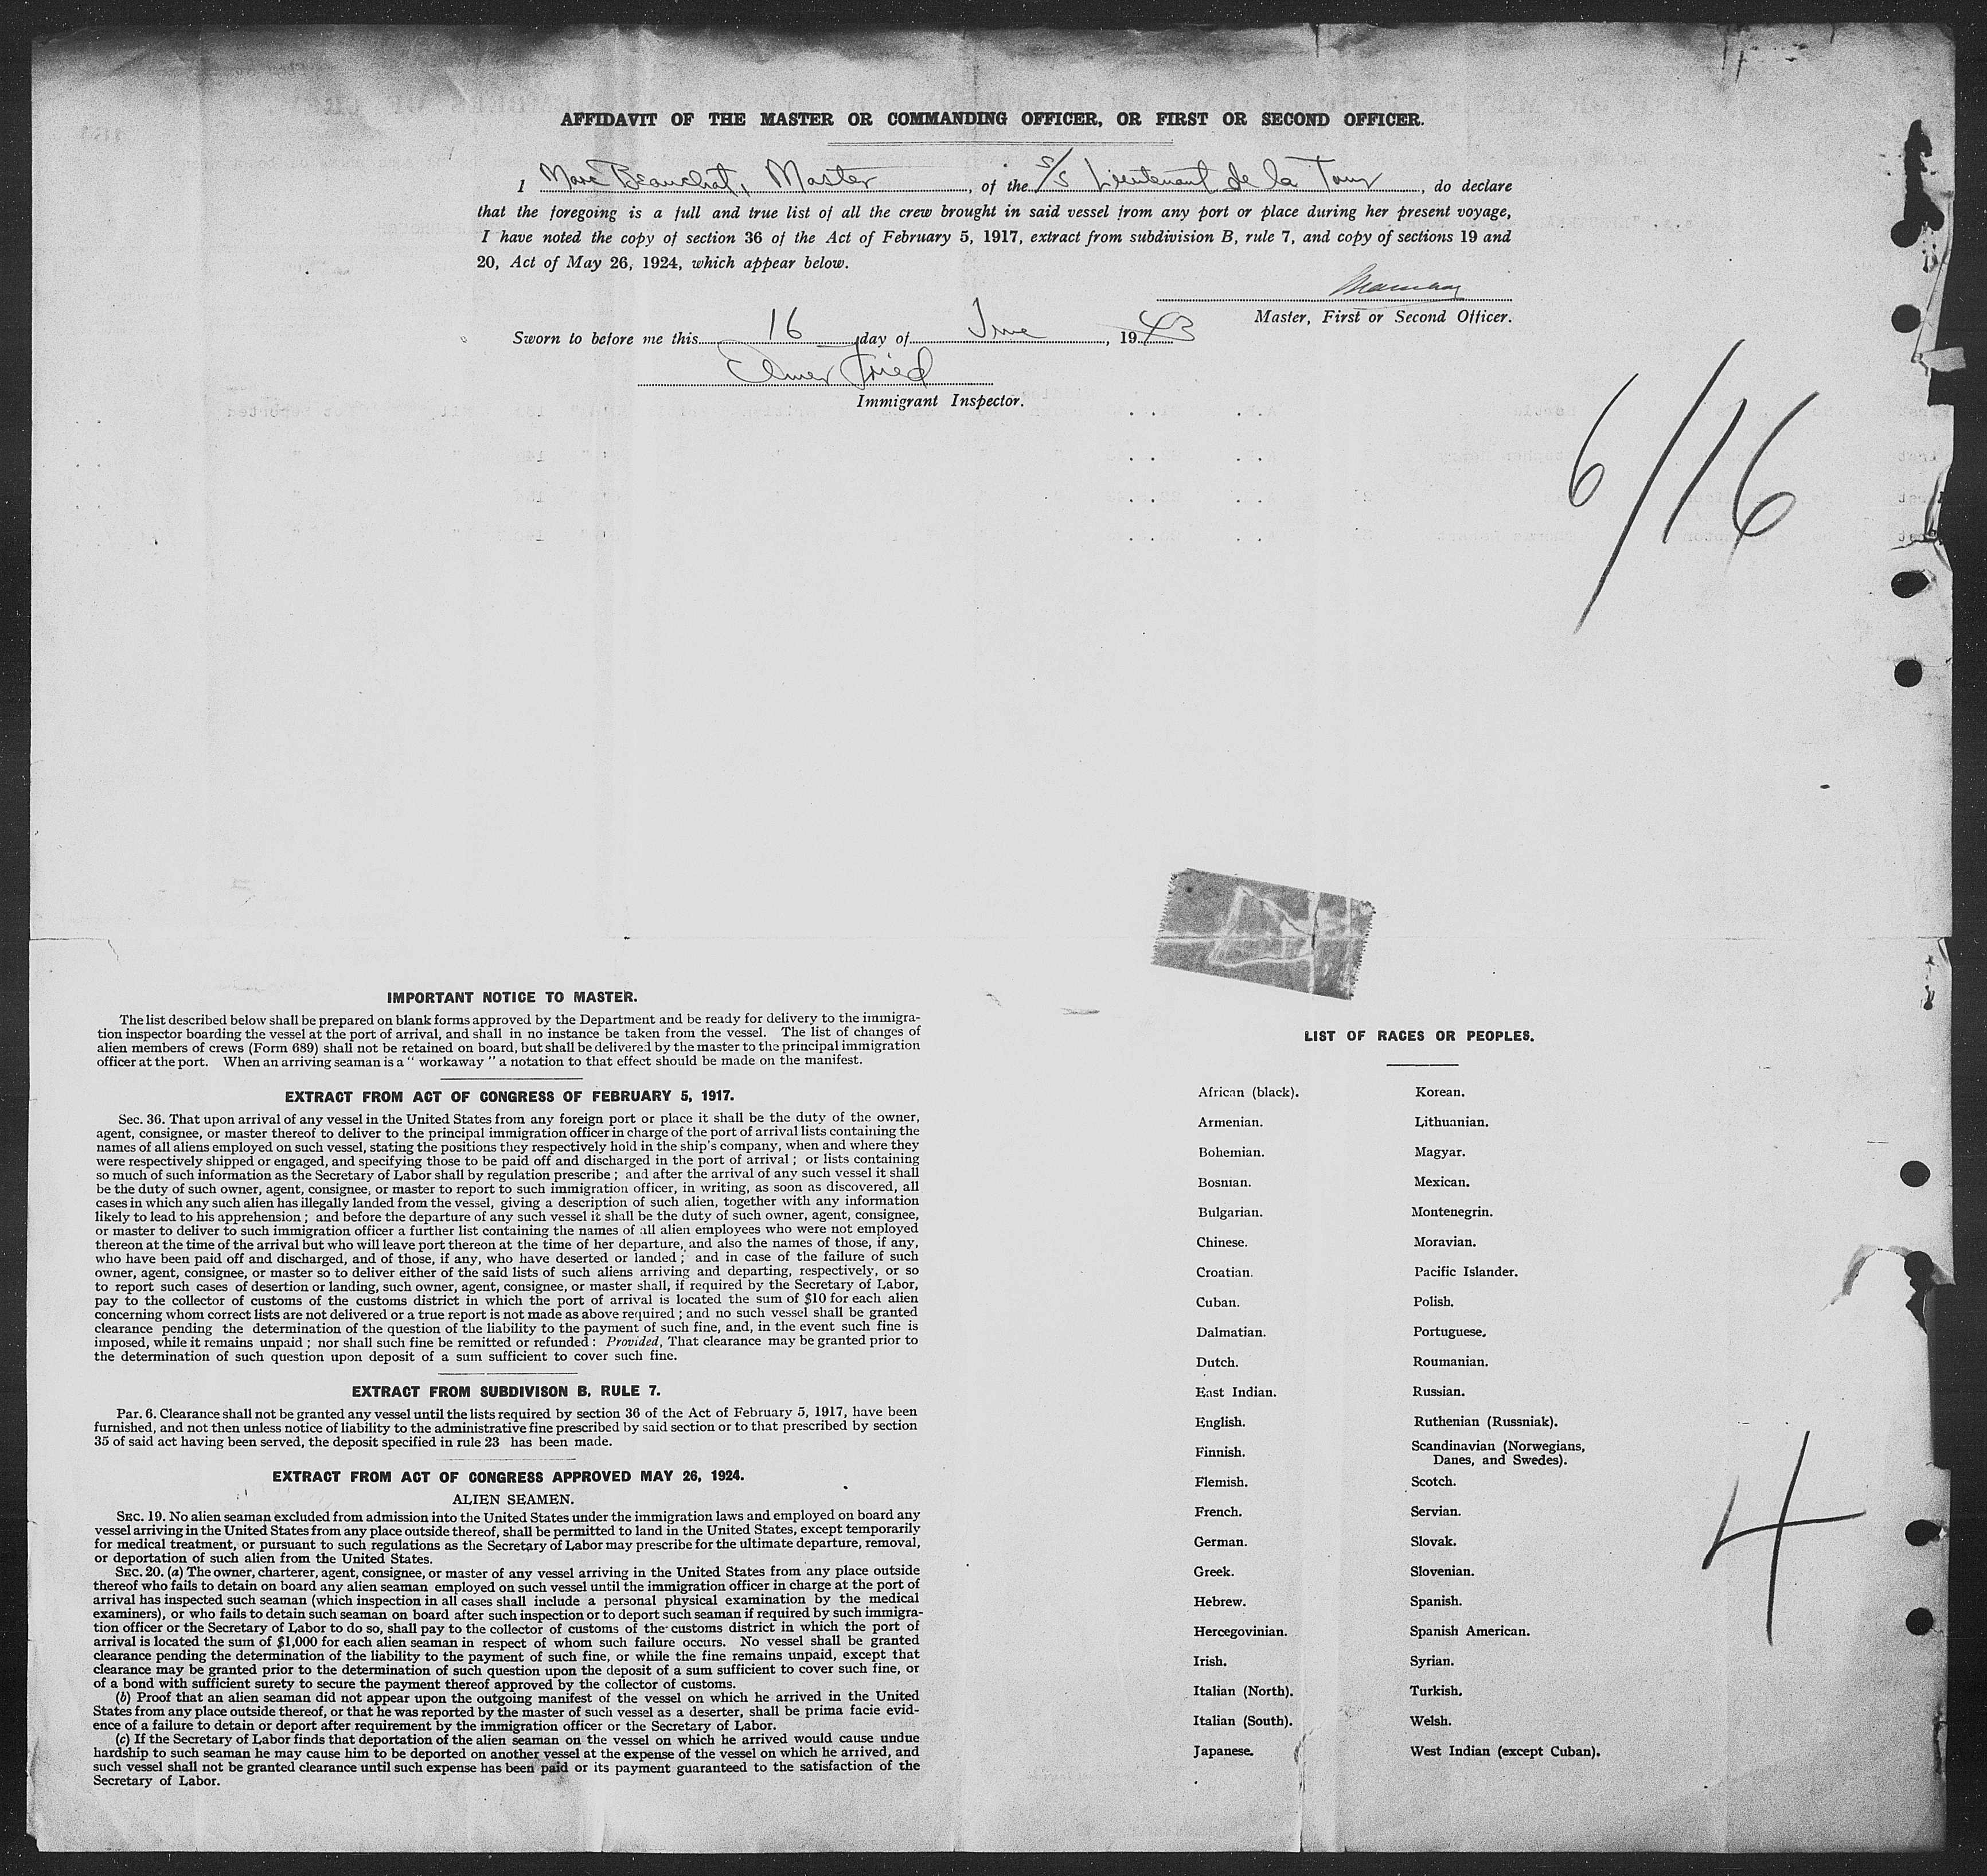 AFFIDAVIT OF THE MASTER OR COMMANDING OFFICER, OR FIRST OR SECOND OFFICER.
I Marc Beauchat, Master, of the S/S Lieutenant de la Tour, do declare
that the foregoing is a full and true list of all the crew brought in said vessel from any port or place during her present voyage,
I have noted the copy of section 36 of the Act of February 5, 1917, extract from subdivision B, rule 7, and copy of sections 19 and
20, Act of May 26, 1924, which appear below.
Master, First or Second Officer.
Sworn to before me this 16 day of June, 1943
Elmer Fried
Immigrant Inspector.
6/16
IMPORTANT NOTICE TO MASTER.
The list described below shall be prepared on blank forms approved by the Department and be ready for delivery to the immigra-
tion inspector boarding the vessel at the port of arrival, and shall in no instance be taken from the vessel. The list of changes of
alien members of crews (Form 689) shall not be retained on board, but shall be delivered by the master to the principal immigration
officer at the port. When an arriving seaman is a " workaway " a notation to that effect should be made on the manifest.
EXTRACT FROM ACT OF CONGRESS OF FEBRUARY 5, 1917.
Sec. 36. That upon arrival of any vessel in the United States from any foreign port or place it shall be the duty of the owner,
agent, consignee, or master thereof to deliver to the principal immigration officer in charge of the port of arrival lists containing the
names of all aliens employed on such vessel, stating the positions they respectively hold in the ship's company, when and where they
were respectively shipped or engaged, and specifying those to be paid off and discharged in the port of arrival ; or lists containing
so much of such information as the Secretary of Labor shall by regulation prescribe ; and after the arrival of any such vessel it shall
be the duty of such owner, agent, consignee, or master to report to such immigration officer, in writing, as soon as discovered, all
cases in which any such alien has illegally landed from the vessel, giving a description of such alien, together with any information
likely to lead to his apprehension ; and before the departure of any such vessel it shall be the duty of such owner, agent, consignee,
or master to deliver to such immigration officer a further list containing the names of all alien employees who were not employed
thereon at the time of the arrival but who will leave port thereon at the time of her departure, and also the names of those, if any,
who have been paid off and discharged, and of those, if any, who have deserted or landed ; and in case of the failure of such
owner, agent, consignee, or master so to deliver either of the said lists of such aliens arriving and departing, respectively, or so
to report such cases of desertion or landing, such owner, agent, consignee, or master shall, if required by the Secretary of Labor,
pay to the collector of customs of the customs district in which the port of arrival is located the sum of $10 for each alien
concerning whom correct lists are not delivered or a true report is not made as above required ; and no such vessel shall be granted
clearance pending the determination of the question of the liability to the payment of such fine, and, in the event such fine is
imposed, while it remains unpaid ; nor shall such fine be remitted or refunded : Provided, That clearance may be granted prior to
the determination of such question upon deposit of a sum sufficient to cover such fine.
EXTRACT FROM SUBDIVISON B, RULE 7.
Par. 6. Clearance shall not be granted any vessel until the lists required by section 36 of the Act of February 5, 1917, have been
furnished, and not then unless notice of liability to the administrative fine prescribed by said section or to that prescribed by section
35 of said act having been served, the deposit specified in rule 23 has been made.
EXTRACT FROM ACT OF CONGRESS APPROVED MAY 26, 1924.
ALIEN SEAMEN.
SEC. 19. No alien seaman excluded from admission into the United States under the immigration laws and employed on board any
vessel arriving in the United States from any place outside thereof, shall be permitted to land in the United States, except temporarily
for medical treatment, or pursuant to such regulations as the Secretary of Labor may prescribe for the ultimate departure, removal,
or deportation of such alien from the United States.
SEC. 20. (a) The owner, charterer, agent, consignee, or master of any vessel arriving in the United States from any place outside
thereof who fails to detain on board any alien seaman employed on such vessel until the immigration officer in charge at the port of
arrival has inspected such seaman (which inspection in all cases shall include a personal physical examination by the medical
examiners), or who fails to detain such seaman on board after such inspection or to deport such seaman if required by such immigra-
tion officer or the Secretary of Labor to do so, shall pay to the collector of customs of the customs district in which the port of
arrival is located the sum of $1,000 for each alien seaman in respect of whom such failure occurs. No vessel shall be granted
clearance pending the determination of the liability to the payment of such fine, or while the fine remains unpaid, except that
clearance may be granted prior to the determination of such question upon the deposit of a sum sufficient to cover such fine, or
of a bond with sufficient surety to secure the payment thereof approved by the collector of customs.
(b) Proof that an alien seaman did not appear upon the outgoing manifest of the vessel on which he arrived in the United
States from any place outside thereof, or that he was reported by the master of such vessel as a deserter, shall be prima facie evid-
ence of a failure to detain or deport after requirement by the immigration officer or the Secretary of Labor.
(c) If the Secretary of Labor finds that deportation of the alien seaman on the vessel on which he arrived would cause undue
hardship to such seaman he may cause him to be deported on another vessel at the expense of the vessel on which he arrived, and
such vessel shall not be granted clearance until such expense has been paid or its payment guaranteed to the satisfaction of the
Secretary of Labor.
LIST OF RACES OR PEOPLES.
African (black).
Armenian.
Bohemian.
Bosnian.
Bulgarian.
Chinese.
Croatian.
Cuban.
Dalmatian.
Dutch.
East Indian.
English.
Finnish.
Flemish.
French.
German.
Greek.
Hebrew.
Hercegovinian.
Irish.
Italian (North).
Italian (South).
Japanese.
Korean.
Lithuanian.
Magyar.
Mexican.
Montenegrin.
Moravian.
Pacific Islander.
Polish.
Portuguese.
Roumanian.
Russian.
Ruthenian (Russniak).
Scandinavian (Norwegians,
Danes, and Swedes).
Scotch.
Servian.
Slovak.
Slovenian.
Spanish.
Spanish American.
Syrian.
Turkish.
Welsh.
West Indian (except Cuban).
4